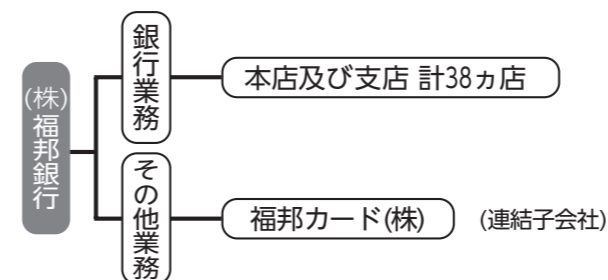 (株)福邦銀行
銀行業務
本店及び支店 計38ヵ店
その他業務
福邦カード(株)
(連結子会社)